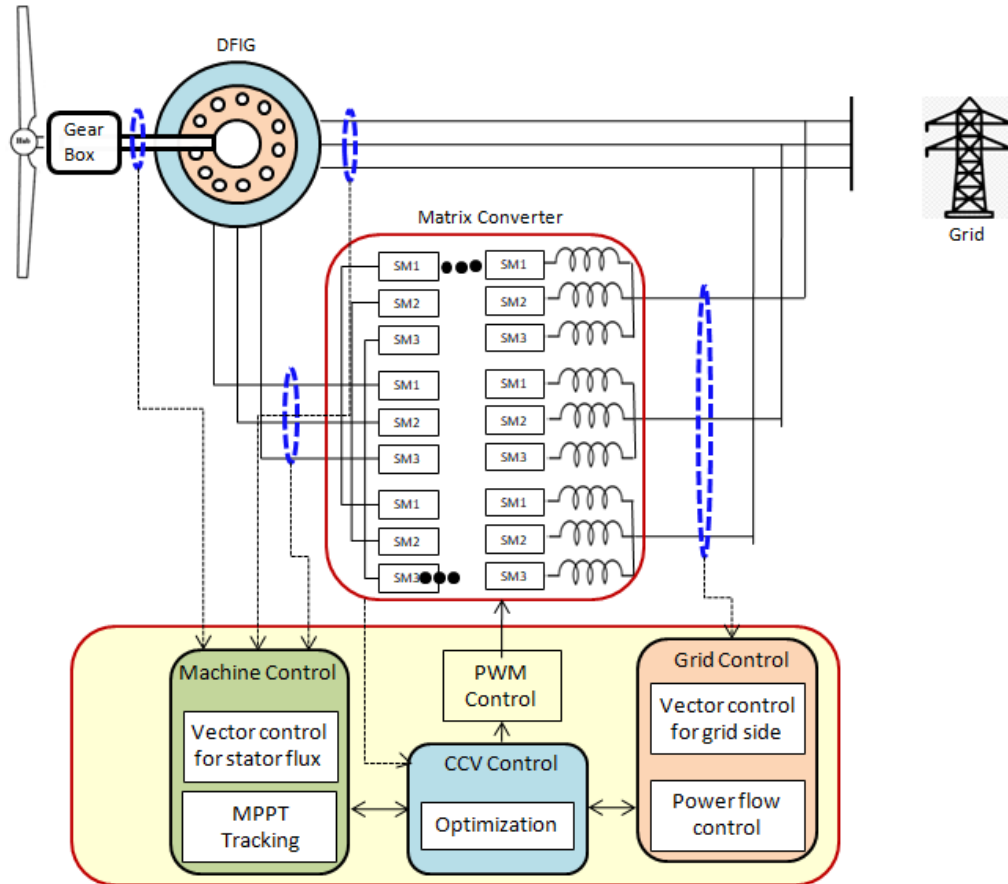 DFIG
Hub
Gear
Box
Grid
Matrix Converter
SM1
SM1
SM2
SM2
SM3
SM3
SM1
SM1
SM2
SM2
SM3
SM3
SM1
SM1
SM2
SM2
SM3
SM3
Machine Control
Vector control
for stator flux
MPPT
Tracking
PWM
Control
CCV Control
Optimization
Grid Control
Vector control
for grid side
Power flow
control